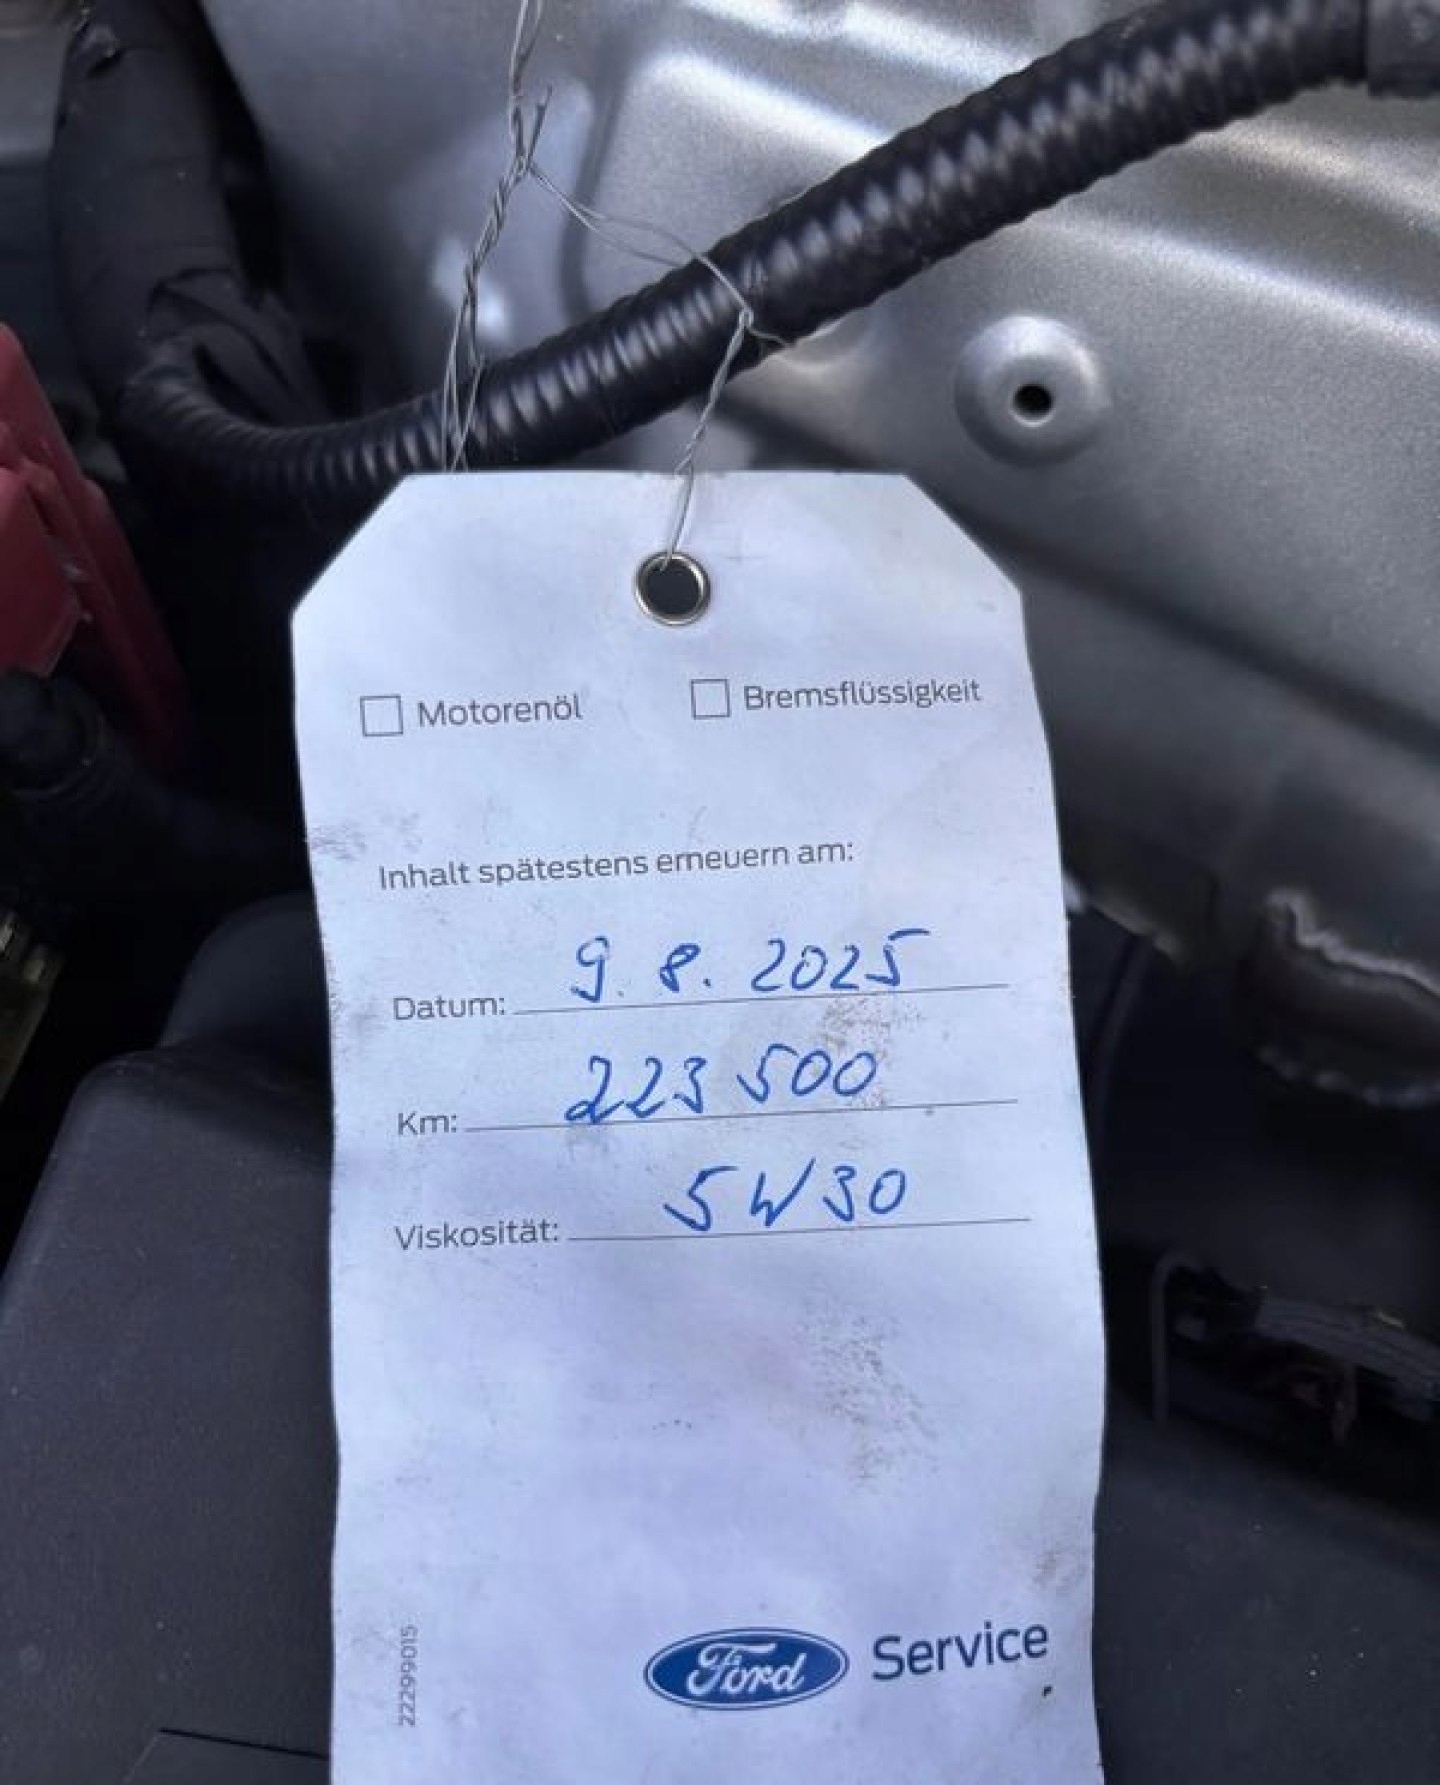 Motorenöl Bremsflüssigkeit
Inhalt spätestens erneuern am:
Datum: 9. 8. 2025
Km: 223 500
Viskosität: 5W30
22299015
Ford Service